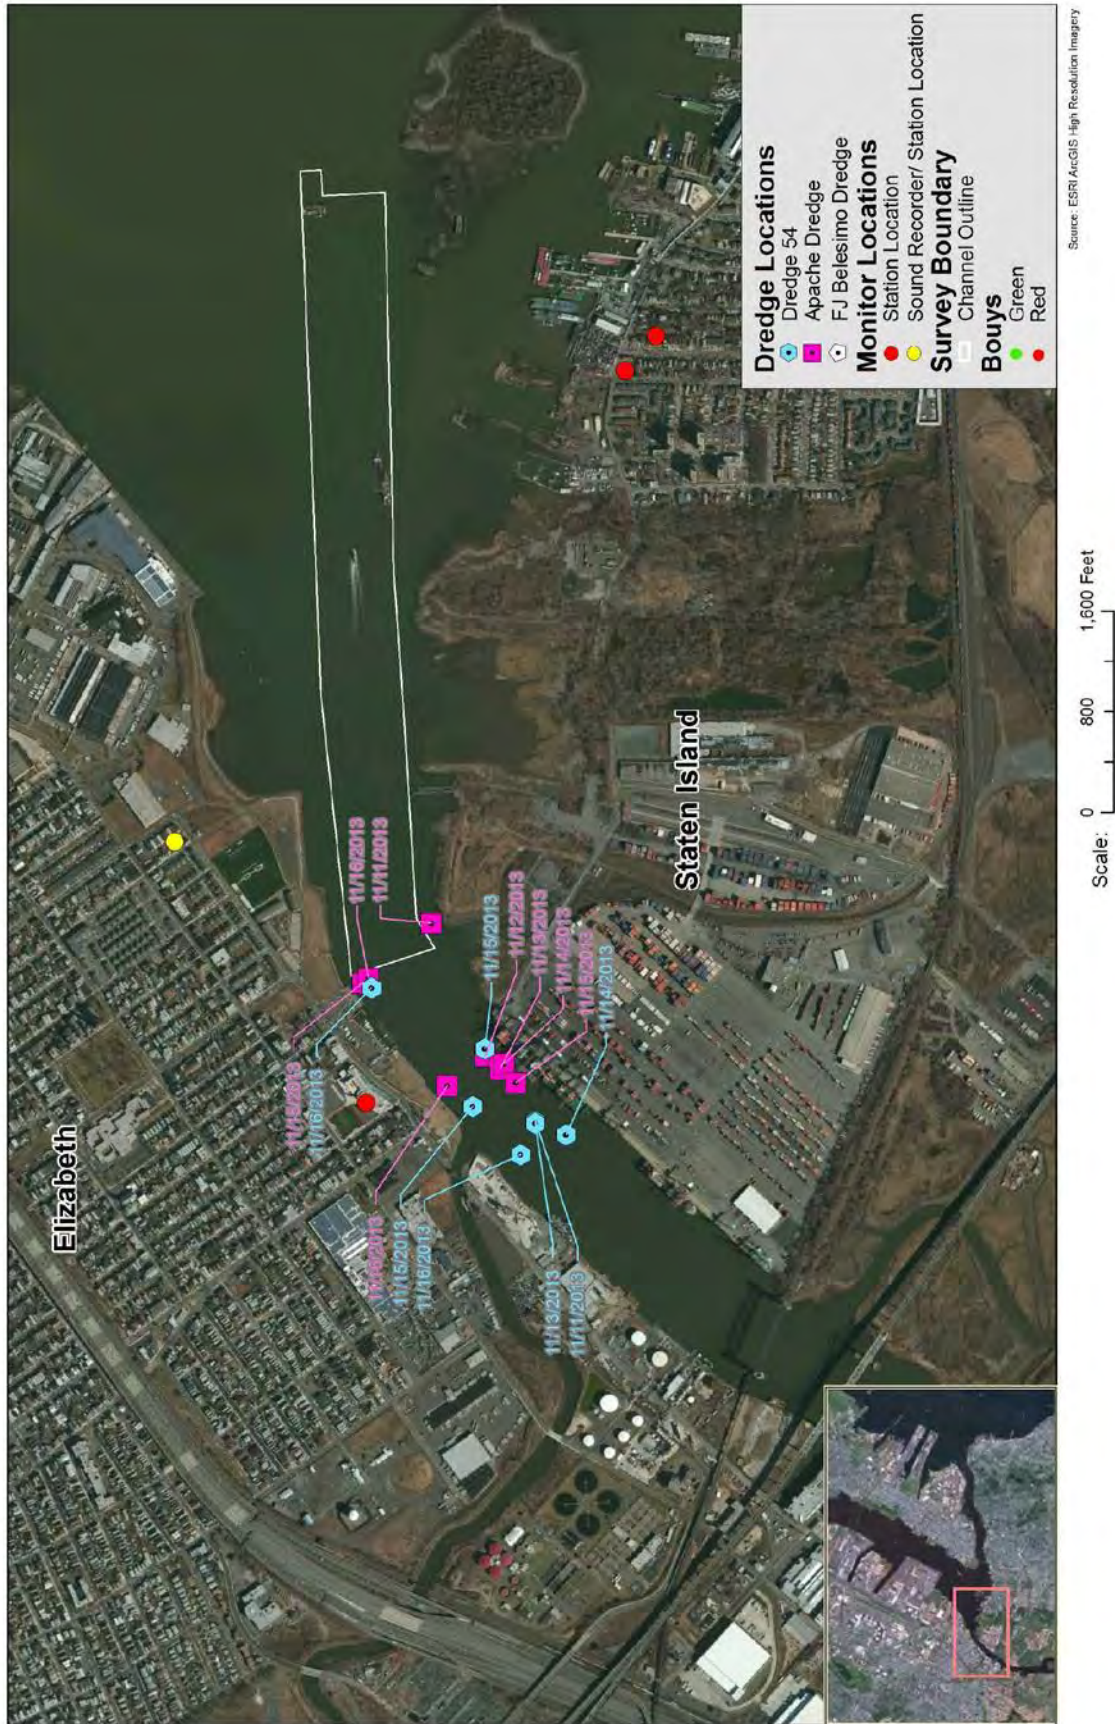 Elizabeth
Staten Island
11/16/2013
11/11/2013
11/15/2013
11/16/2013
11/15/2013
11/12/2013
11/13/2013
11/14/2013
11/15/2013
11/14/2013
11/16/2013
11/15/2013
11/16/2013
11/13/2013
11/11/2013
Dredge Locations
Dredge 54
Apache Dredge
FJ Belesimo Dredge
Monitor Locations
Station Location
Sound Recorder/ Station Location
Survey Boundary
Channel Outline
Bouys
Green
Red
Scale:
0 800 1,600 Feet
Source: ESRI ArcGIS High Resolution Imagery